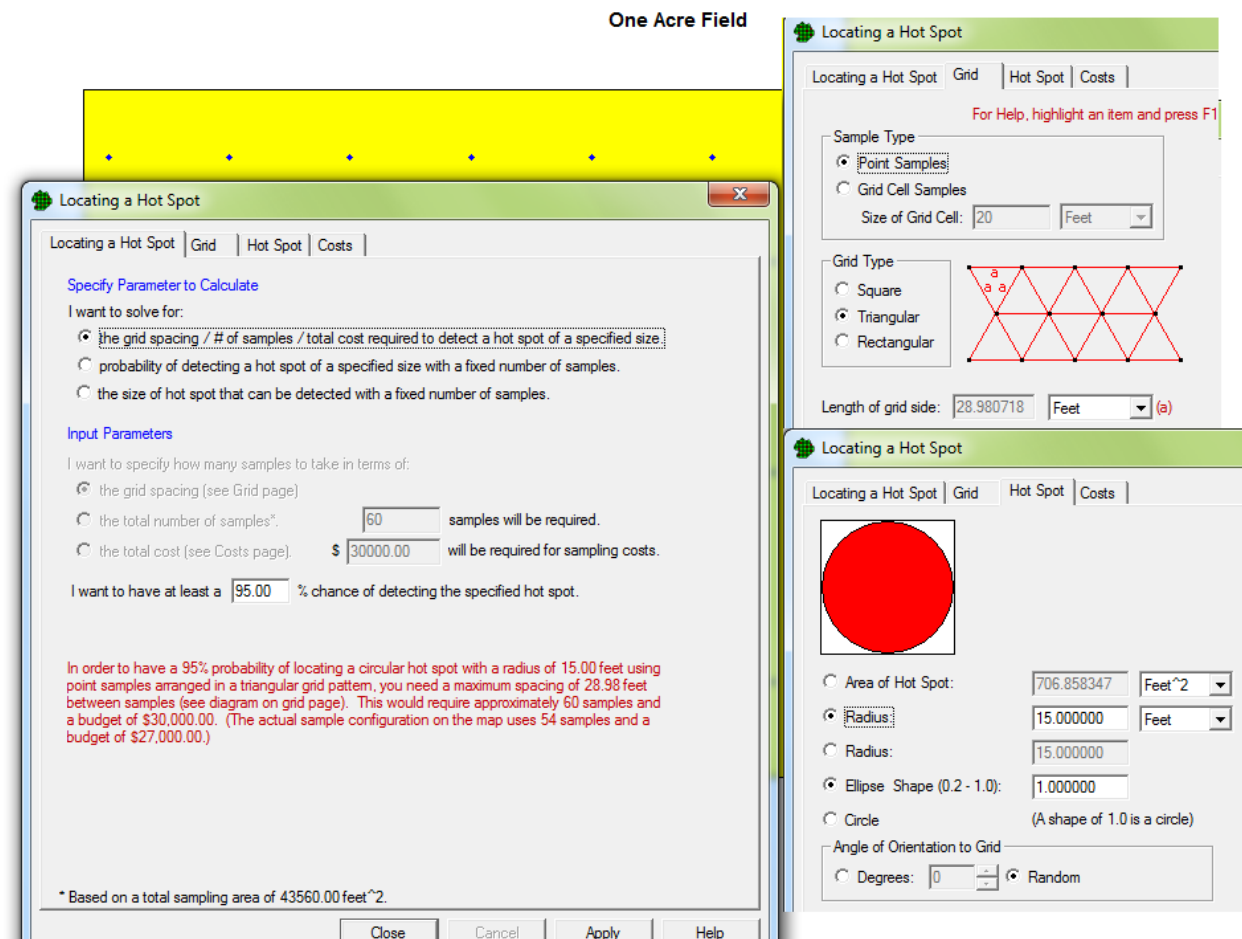 One Acre Field
Locating a Hot Spot
Locating a Hot Spot Grid Hot Spot Costs
Specify Parameter to Calculate
I want to solve for:
the grid spacing / # of samples / total cost required to detect a hot spot of a specified size.
probability of detecting a hot spot of a specified size with a fixed number of samples.
the size of hot spot that can be detected with a fixed number of samples.
Input Parameters
I want to specify how many samples to take in terms of:
the grid spacing (see Grid page)
the total number of samples*. 60 samples will be required.
the total cost (see Costs page). $ 30000.00 will be required for sampling costs.
I want to have at least a 95.00 % chance of detecting the specified hot spot.
In order to have a 95% probability of locating a circular hot spot with a radius of 15.00 feet using
point samples arranged in a triangular grid pattern, you need a maximum spacing of 28.98 feet
between samples (see diagram on grid page). This would require approximately 60 samples and
a budget of $30,000.00. (The actual sample configuration on the map uses 54 samples and a
budget of $27,000.00.)
* Based on a total sampling area of 43560.00 feet^2.
Close Cancel Apply Help
Locating a Hot Spot
Locating a Hot Spot Grid Hot Spot Costs
For Help, highlight an item and press F1
Sample Type
Point Samples
Grid Cell Samples
Size of Grid Cell: 20 Feet
Grid Type
Square
Triangular
Rectangular
a
a a
Length of grid side: 28.980718 Feet (a)
Locating a Hot Spot
Locating a Hot Spot Grid Hot Spot Costs
Area of Hot Spot: 706.858347 Feet^2
Radius: 15.000000 Feet
Radius: 15.000000
Ellipse Shape (0.2 - 1.0): 1.000000
Circle (A shape of 1.0 is a circle)
Angle of Orientation to Grid
Degrees: 0 Random